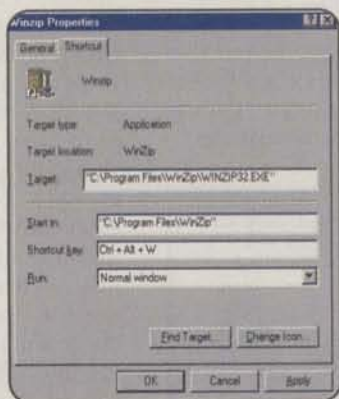 Winzip Properties
General Shortcut
Winzip
Target type: Application
Target location: WinZip
Target: "C:\Program Files\WinZip\WINZIP32.EXE"
Start in: "C:\Program Files\WinZip"
Shortcut key: Ctrl + Alt + W
Run: Normal window
Find Target... Change Icon...
OK Cancel Apply